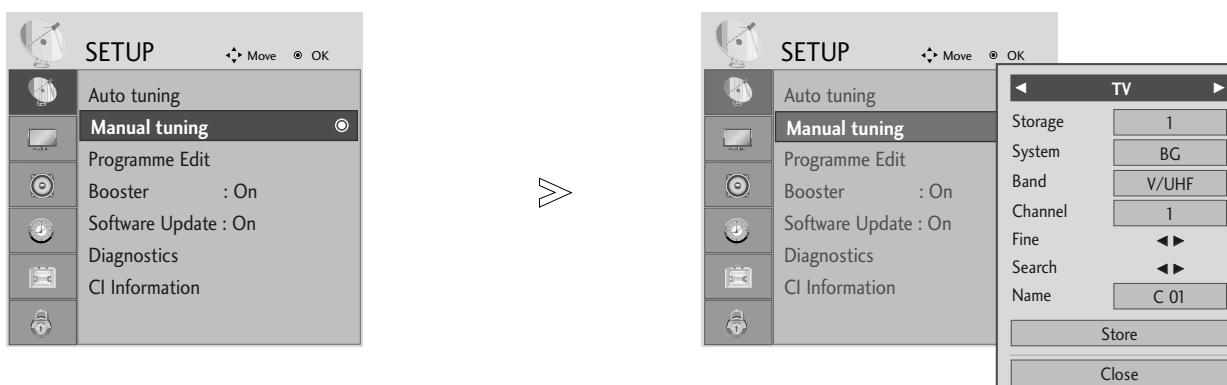 SETUP Move OK
Auto tuning
Manual tuning
Programme Edit
Booster : On
Software Update : On
Diagnostics
CI Information
SETUP Move OK
Auto tuning
Manual tuning
Programme Edit
Booster : On
Software Update : On
Diagnostics
CI Information
◀ TV ▶
Storage 1
System BG
Band V/UHF
Channel 1
Fine ◀ ▶
Search ◀ ▶
Name C 01
Store
Close